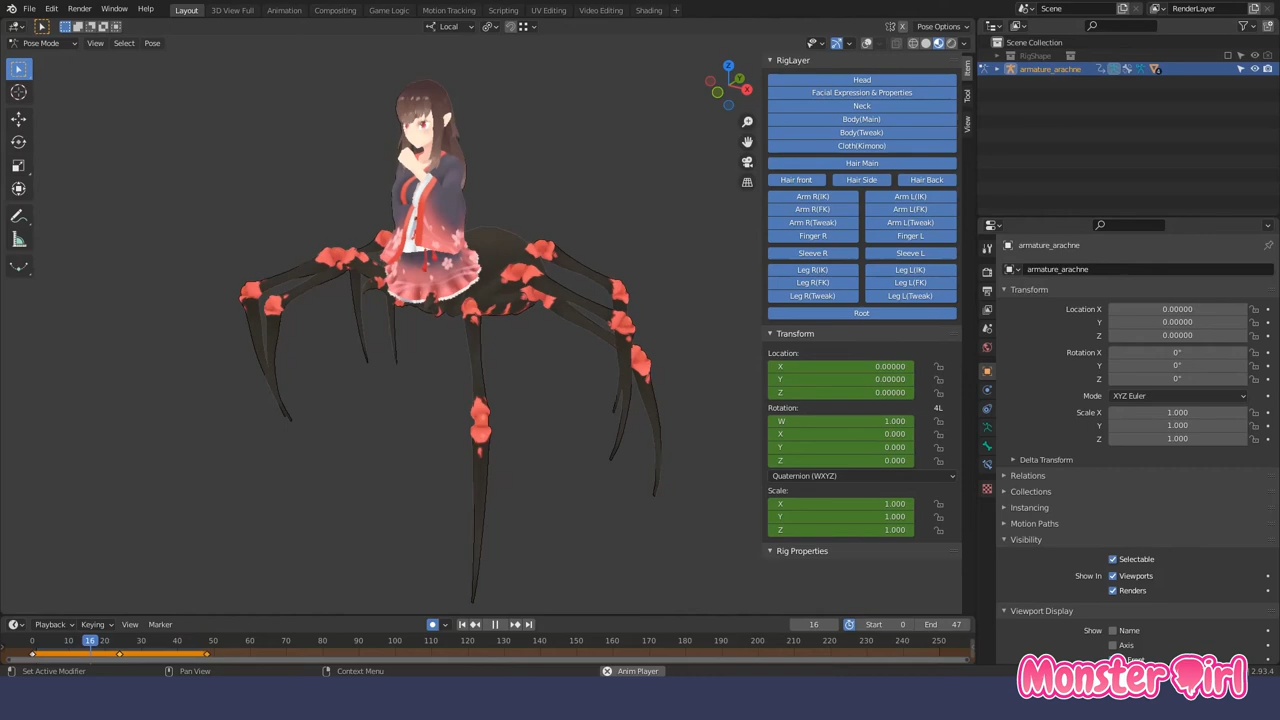 File Edit Render Window Help Layout 3D View Full Animation Compositing Game Logic Motion Tracking Scripting UV Editing Video Editing Shading + Scene RenderLayer
Local Pose Options
Pose Mode View Select Pose
Scene Collection
RigShape
armature_arachne
Z
Y
X
Item
Tool
View
RigLayer
Head
Facial Expression & Properties
Neck
Body(Main)
Body(Tweak)
Cloth(Kimono)
Hair Main
Hair front Hair Side Hair Back
Arm R(IK) Arm L(IK)
Arm R(FK) Arm L(FK)
Arm R(Tweak) Arm L(Tweak)
Finger R Finger L
Sleeve R Sleeve L
Leg R(IK) Leg L(IK)
Leg R(FK) Leg L(FK)
Leg R(Tweak) Leg L(Tweak)
Root
Transform
Location:
X 0.00000
Y 0.00000
Z 0.00000
Rotation: 4L
W 1.000
X 0.000
Y 0.000
Z 0.000
Quaternion (WXYZ)
Scale:
X 1.000
Y 1.000
Z 1.000
Rig Properties
armature_arachne
armature_arachne
Transform
Location X 0.00000
Y 0.00000
Z 0.00000
Rotation X 0°
Y 0°
Z 0°
Mode XYZ Euler
Scale X 1.000
Y 1.000
Z 1.000
Delta Transform
Relations
Collections
Instancing
Motion Paths
Visibility
Selectable
Show In Viewports
Renders
Viewport Display
Show Name
Axis
Playback Keying View Marker 16 Start 0 End 47
0 10 16 20 30 40 50 60 70 80 90 100 110 120 130 140 150 160 170 180 190 200 210 220 230 240 250
Set Active Modifier Pan View Context Menu Anim Player 2.93.4
Monster Girl